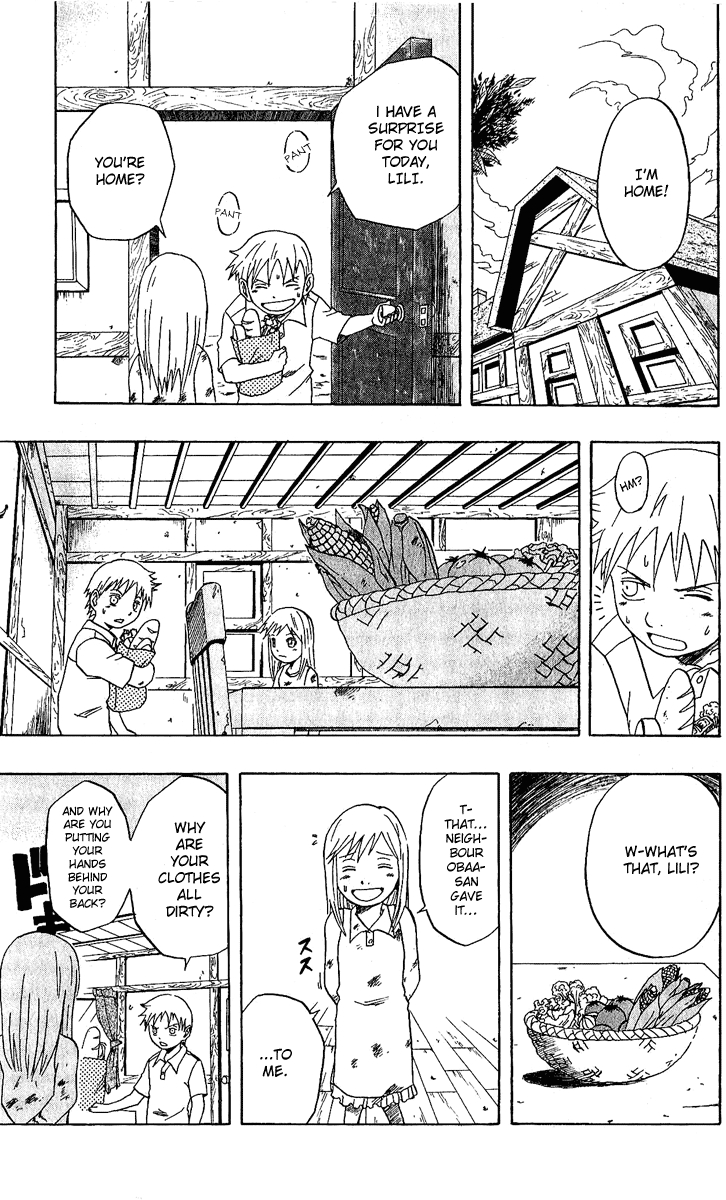 I'M
HOME!
I HAVE A
SURPRISE
FOR YOU
TODAY,
LILI.
PANT
PANT
YOU'RE
HOME?
HM?
W-WHAT'S
THAT, LILI?
T-
THAT...
NEIGH-
BOUR
OBAA-
SAN
GAVE
IT...
スス
...TO
ME.
WHY
ARE
YOUR
CLOTHES
ALL
DIRTY?
AND WHY
ARE YOU
PUTTING
YOUR
HANDS
BEHIND
YOUR
BACK?
ドキ